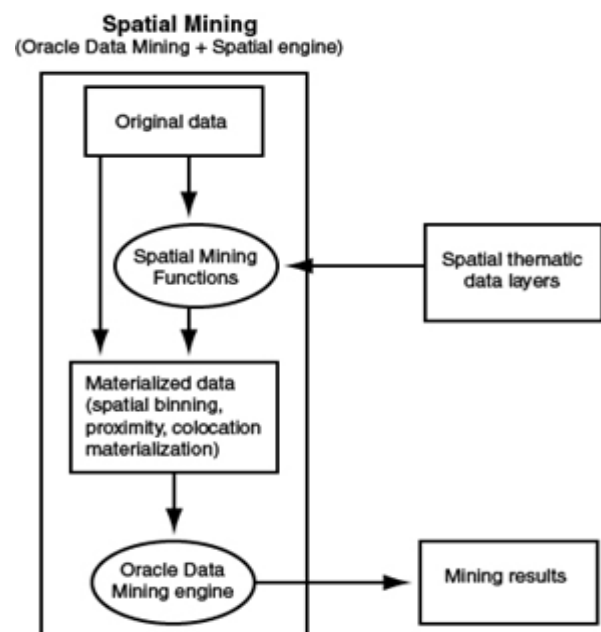 Spatial Mining
(Oracle Data Mining + Spatial engine)
Original data
Spatial Mining
Functions
Spatial thematic
data layers
Materialized data
(spatial binning,
proximity, colocation
materialization)
Oracle Data
Mining engine
Mining results